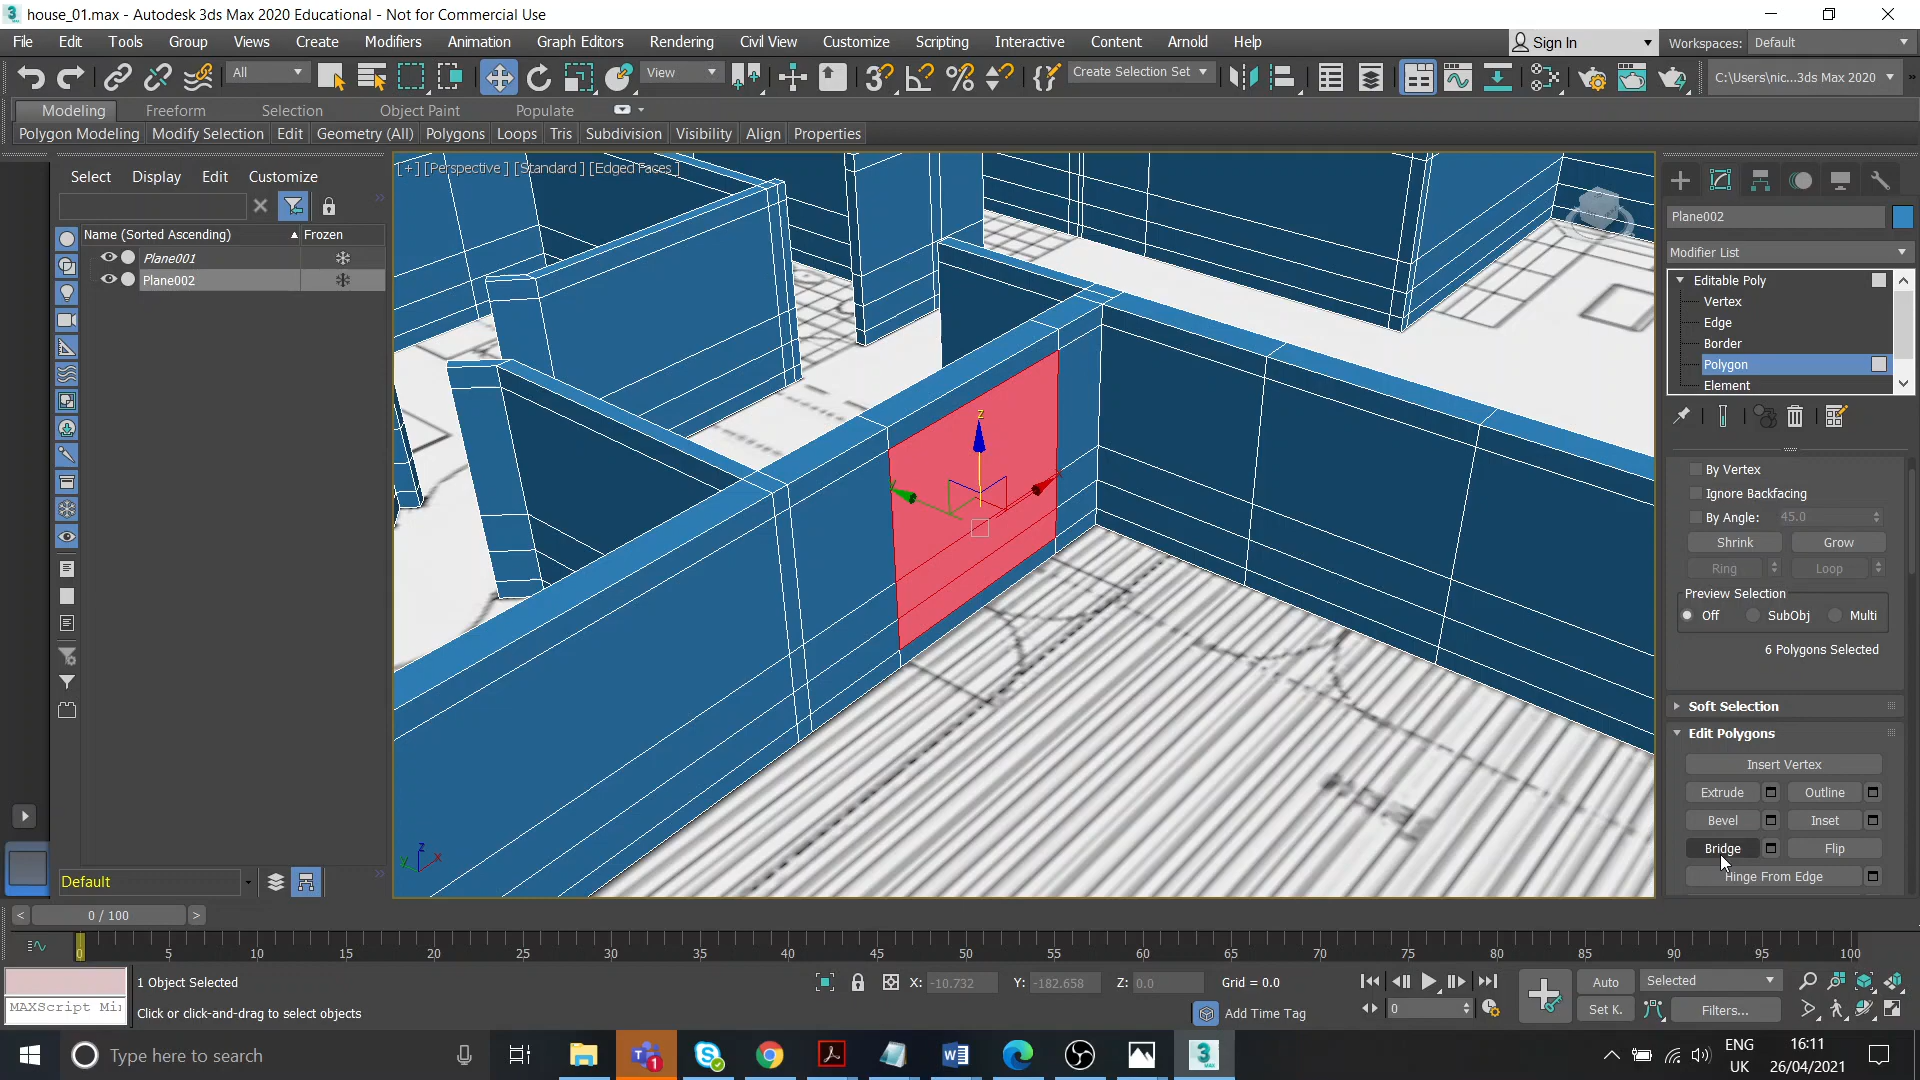 house_01.max - Autodesk 3ds Max 2020 Educational - Not for Commercial Use
File Edit Tools Group Views Create Modifiers Animation Graph Editors Rendering Civil View Customize Scripting Interactive Content Arnold Help
Sign In
Workspaces: Default
All
View
Create Selection Set
C:\Users\nic...3ds Max 2020
Modeling Freeform Selection Object Paint Populate
Polygon Modeling Modify Selection Edit Geometry (All) Polygons Loops Tris Subdivision Visibility Align Properties
Select Display Edit Customize
Name (Sorted Ascending) Frozen
Plane001
Plane002
Default
[+] [Perspective ] [Standard ] [Edged Faces ]
z
Plane002
Modifier List
Editable Poly
Vertex
Edge
Border
Polygon
Element
By Vertex
Ignore Backfacing
By Angle: 45.0
Shrink Grow
Ring Loop
Preview Selection
Off SubObj Multi
6 Polygons Selected
Soft Selection
Edit Polygons
Insert Vertex
Extrude Outline
Bevel Inset
Bridge Flip
Hinge From Edge
z
y x
< 0 / 100 >
0 5 10 15 20 25 30 35 40 45 50 55 60 65 70 75 80 85 90 95 100
1 Object Selected
X: -10.732 Y: -182.658 Z: 0.0 Grid = 0.0
Auto Selected
MAXScript Mi
Click or click-and-drag to select objects
Add Time Tag
0
Set K. Filters...
Type here to search
1
3
MAX
ENG
UK
16:11
26/04/2021